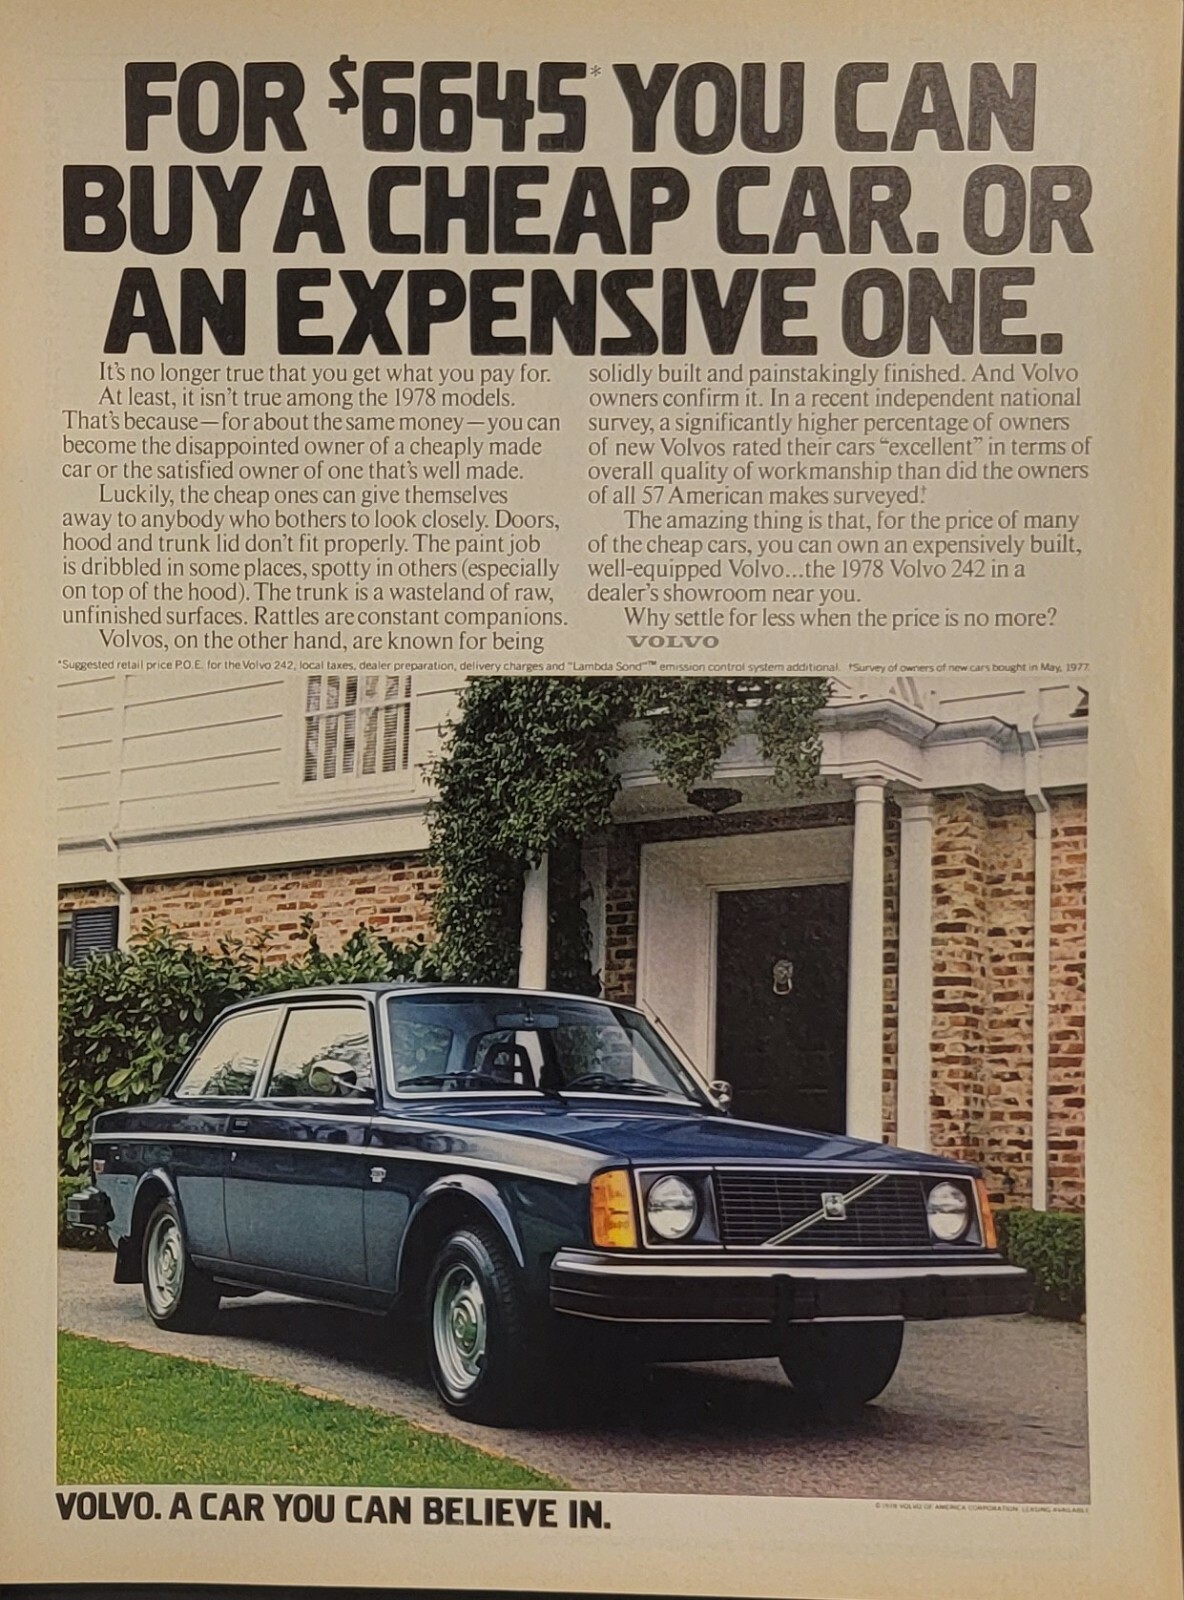 FOR $6645* YOU CAN
BUY A CHEAP CAR. OR
AN EXPENSIVE ONE.
It's no longer true that you get what you pay for.
At least, it isn't true among the 1978 models.
That's because—for about the same money—you can
become the disappointed owner of a cheaply made
car or the satisfied owner of one that's well made.
Luckily, the cheap ones can give themselves
away to anybody who bothers to look closely. Doors,
hood and trunk lid don't fit properly. The paint job
is dribbled in some places, spotty in others (especially
on top of the hood). The trunk is a wasteland of raw,
unfinished surfaces. Rattles are constant companions.
Volvos, on the other hand, are known for being
solidly built and painstakingly finished. And Volvo
owners confirm it. In a recent independent national
survey, a significantly higher percentage of owners
of new Volvos rated their cars “excellent” in terms of
overall quality of workmanship than did the owners
of all 57 American makes surveyed.†
The amazing thing is that, for the price of many
of the cheap cars, you can own an expensively built,
well-equipped Volvo...the 1978 Volvo 242 in a
dealer's showroom near you.
Why settle for less when the price is no more?
VOLVO
*Suggested retail price P.O.E. for the Volvo 242, local taxes, dealer preparation, delivery charges and "Lambda Sond"™ emission control system additional. †Survey of owners of new cars bought in May, 1977.
VOLVO. A CAR YOU CAN BELIEVE IN.
© 1978 VOLVO OF AMERICA CORPORATION. LEASING AVAILABLE.